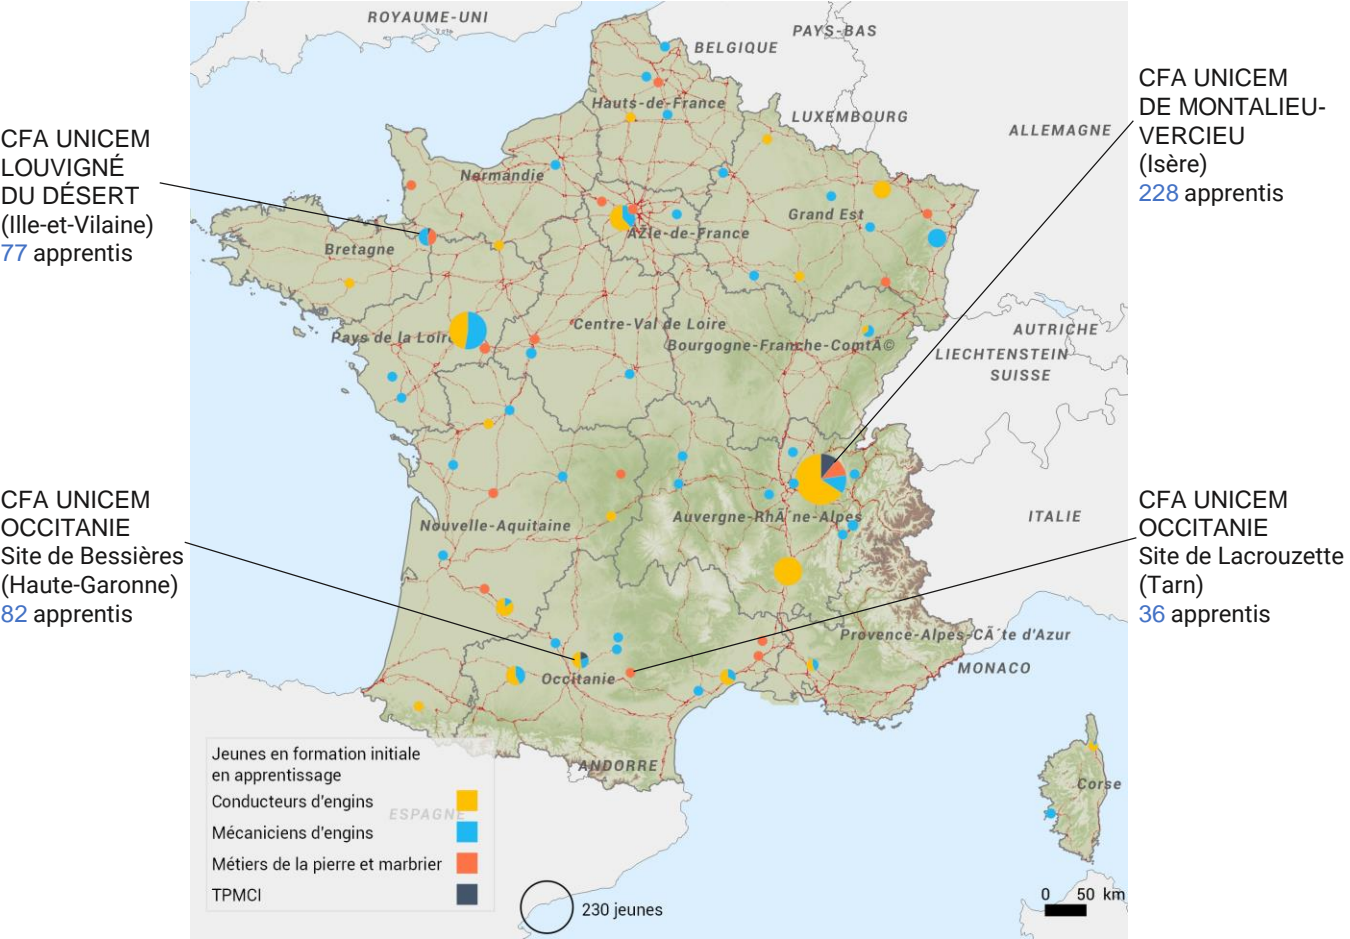 CFA UNICEM
LOUVIGNÉ
DU DÉSERT
(Ille-et-Vilaine)
77 apprentis
CFA UNICEM
OCCITANIE
Site de Bessières
(Haute-Garonne)
82 apprentis
ROYAUME-UNI
PAYS-BAS
BELGIQUE
Hauts-de-France
LUXEMBOURG
ALLEMAGNE
Normandie
Grand Est
ÃŽle-de-France
Bretagne
Centre-Val de Loire
Pays de la Loire
Bourgogne-Franche-ComtÃ©
AUTRICHE
LIECHTENSTEIN
SUISSE
Nouvelle-Aquitaine
Auvergne-RhÃ´ne-Alpes
ITALIE
Provence-Alpes-CÃ´te d'Azur
MONACO
Occitanie
ANDORRE
Corse
ESPAGNE
Jeunes en formation initiale
en apprentissage
Conducteurs d'engins
Mécaniciens d'engins
Métiers de la pierre et marbrier
TPMCI
230 jeunes
0 50 km
CFA UNICEM
DE MONTALIEU-
VERCIEU
(Isère)
228 apprentis
CFA UNICEM
OCCITANIE
Site de Lacrouzette
(Tarn)
36 apprentis